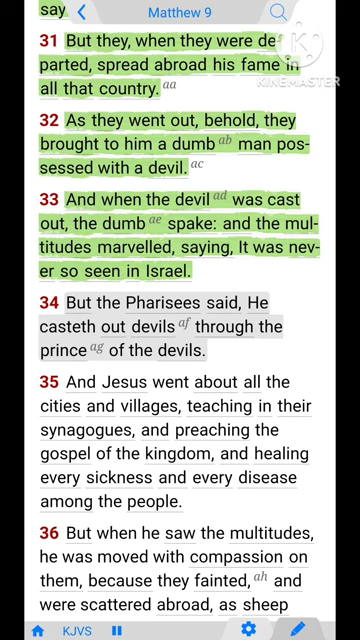 say
Matthew 9
31 But they, when they were de-
parted, spread abroad his fame in
all that country. aa
KINEMASTER
32 As they went out, behold, they
brought to him a dumb ab man pos-
sessed with a devil. ac
33 And when the devil ad was cast
out, the dumb ae spake: and the mul-
titudes marvelled, saying, It was nev-
er so seen in Israel.
34 But the Pharisees said, He
casteth out devils af through the
prince ag of the devils.
35 And Jesus went about all the
cities and villages, teaching in their
synagogues, and preaching the
gospel of the kingdom, and healing
every sickness and every disease
among the people.
36 But when he saw the multitudes,
he was moved with compassion on
them, because they fainted, ah and
were scattered abroad, as sheep
KJVS